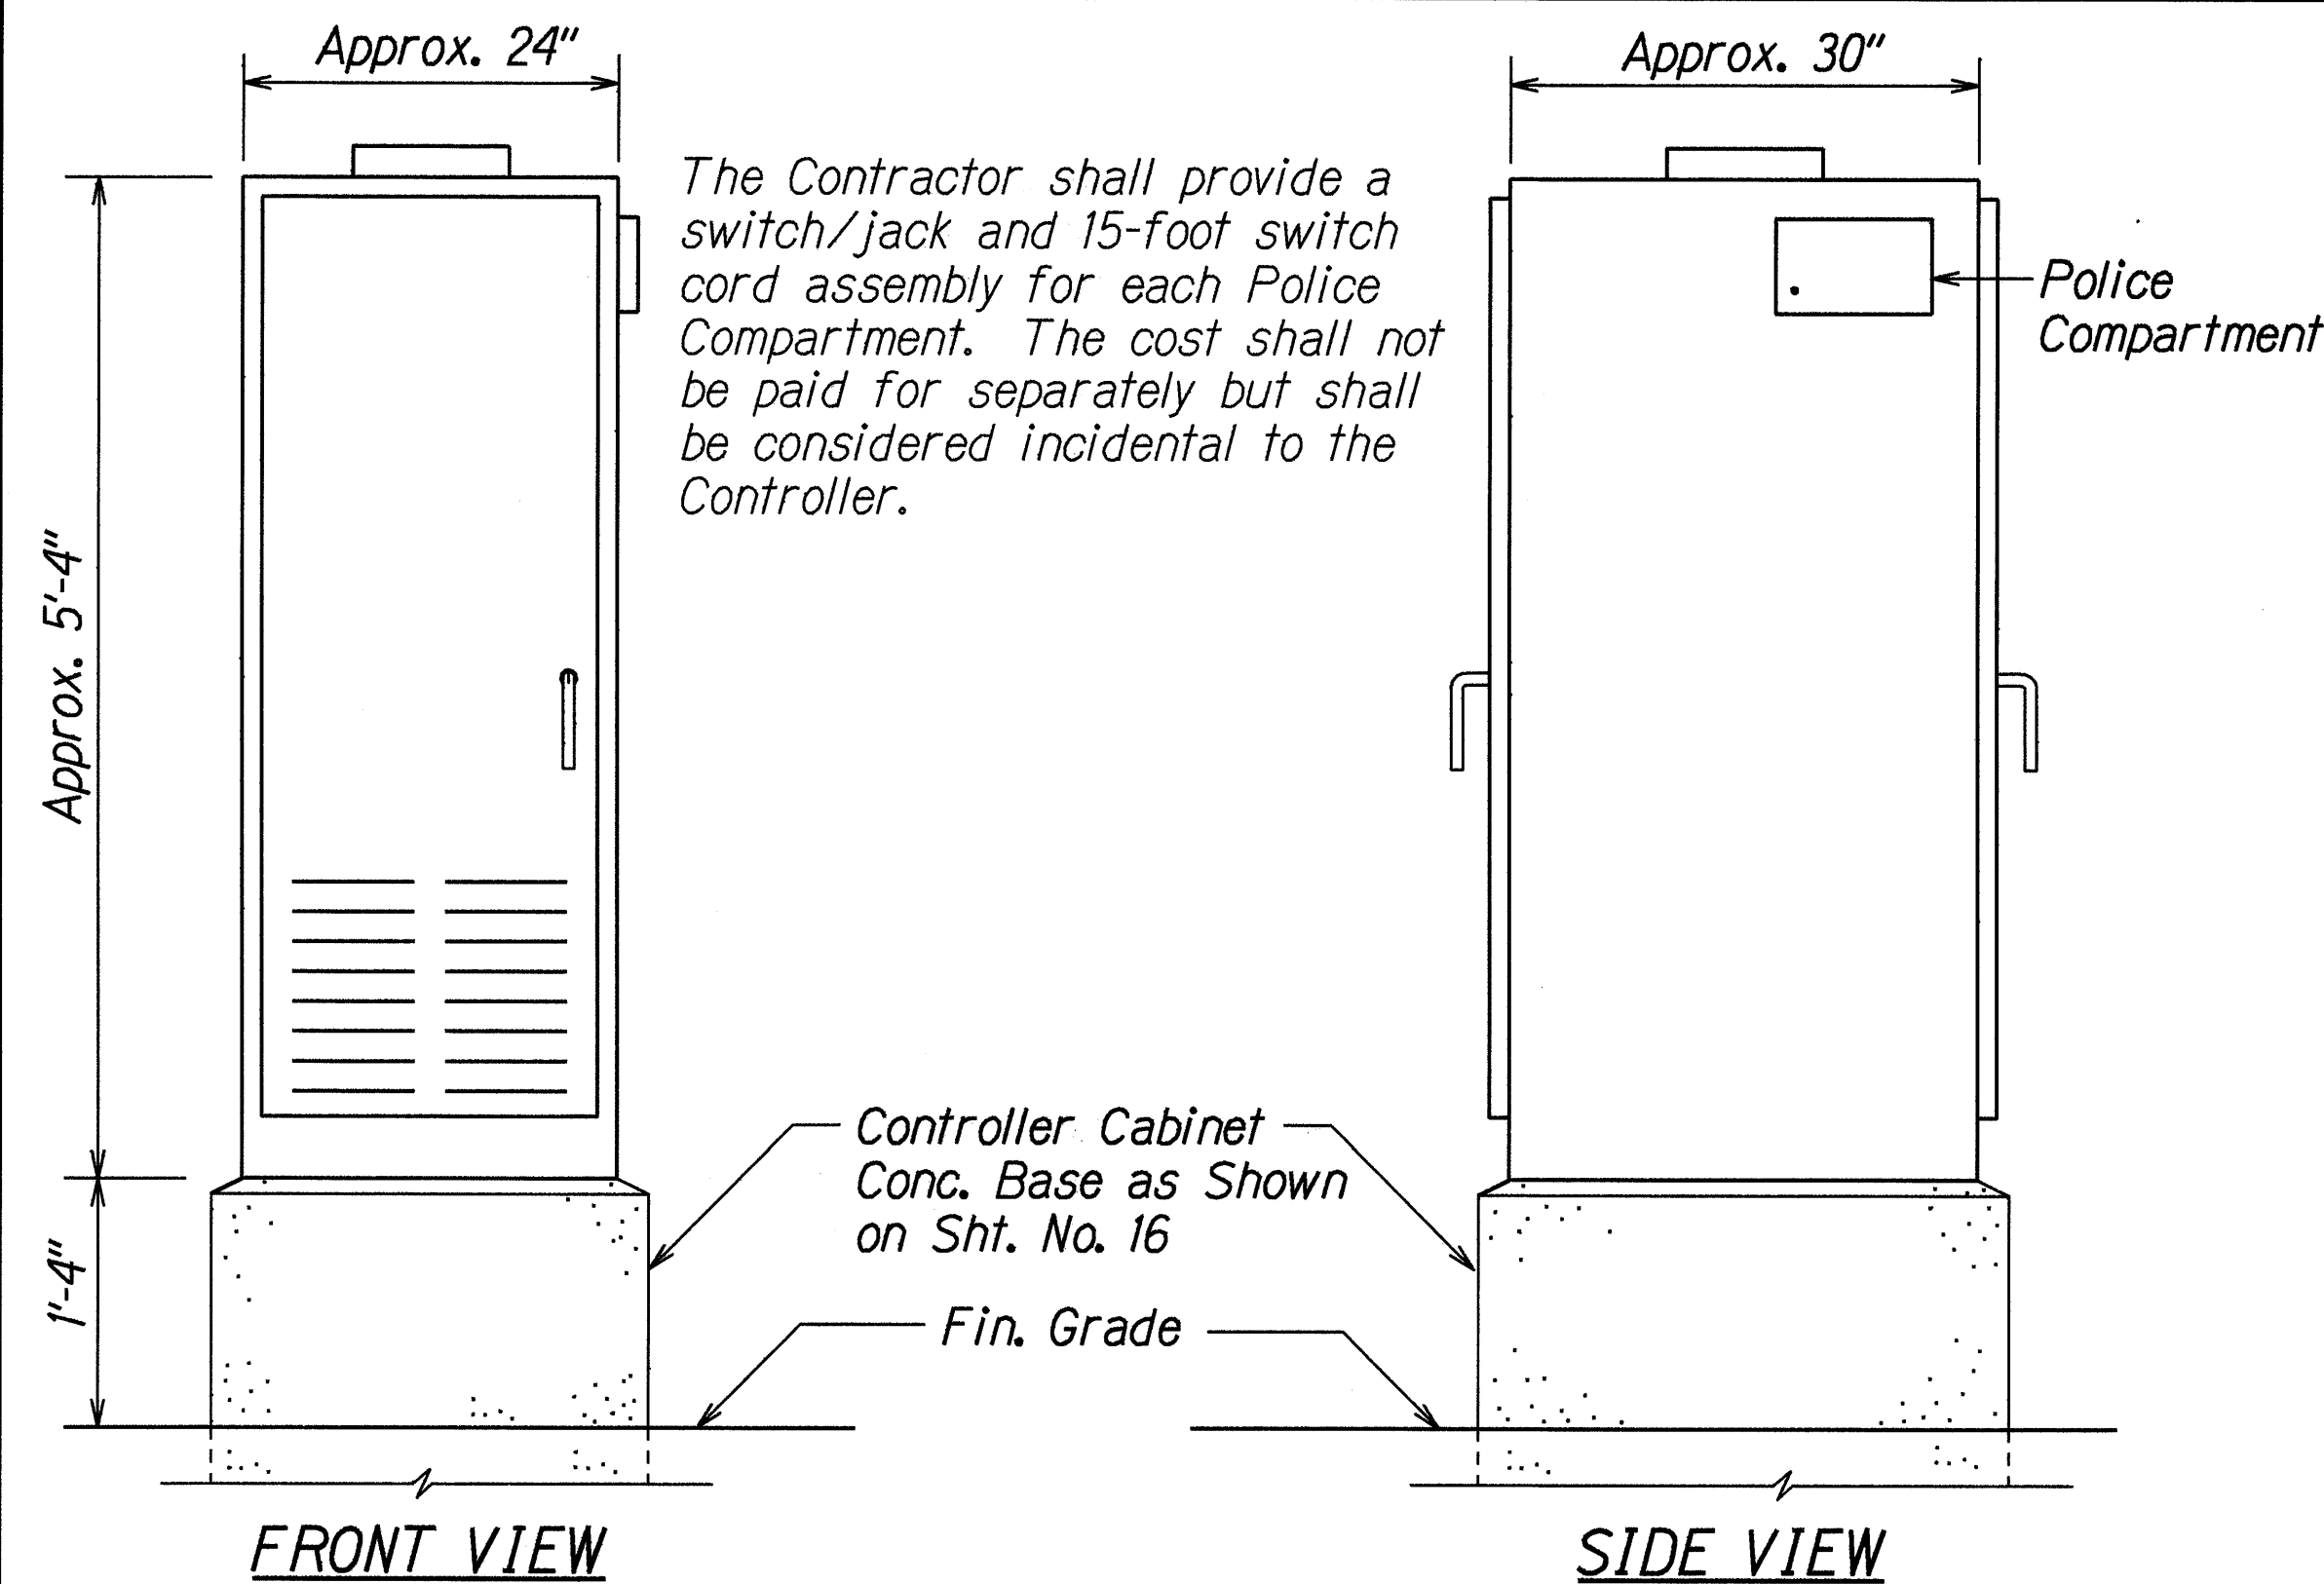 Approx. 24"
Approx. 30"
The Contractor shall provide a
switch/jack and 15-foot switch
cord assembly for each Police
Compartment. The cost shall not
be paid for separately but shall
be considered incidental to the
Controller.
Police
Compartment
Approx. 5'-4"
Controller Cabinet
Conc. Base as Shown
on Sht. No. 16
1'-4"
Fin. Grade
FRONT VIEW
SIDE VIEW